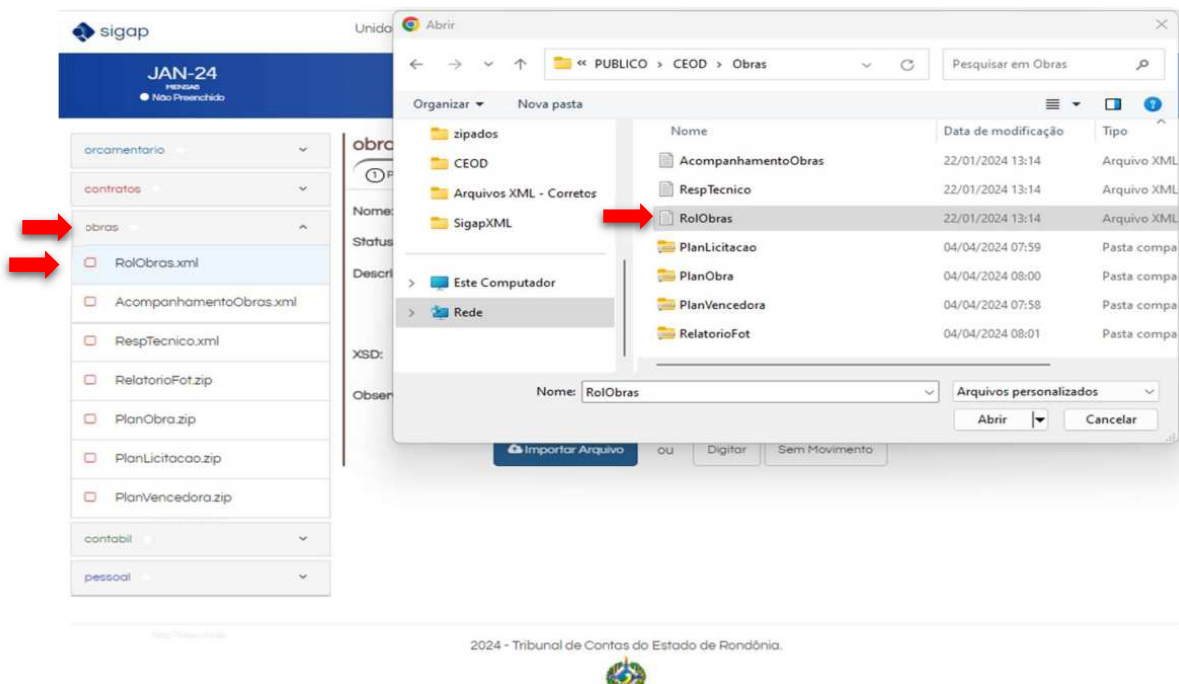 sigap
Unida
JAN-24
MENSAL
Não Preenchido
orcamentario
contratos
obras
RolObras.xml
AcompanhamentoObras.xml
RespTecnico.xml
RelatorioFot.zip
PlanObra.zip
PlanLicitacao.zip
PlanVencedora.zip
contabil
pessoal
obra
1 P
Nome:
Status
Descri
XSD:
Obser
Importar Arquivo ou Digitar Sem Movimento
Abrir
« PUBLICO > CEOD > Obras
Pesquisar em Obras
Organizar Nova pasta
zipados
CEOD
Arquivos XML - Corretos
SigapXML
Este Computador
Rede
Nome Data de modificação Tipo
AcompanhamentoObras 22/01/2024 13:14 Arquivo XML
RespTecnico 22/01/2024 13:14 Arquivo XML
RolObras 22/01/2024 13:14 Arquivo XML
PlanLicitacao 04/04/2024 07:59 Pasta compa
PlanObra 04/04/2024 08:00 Pasta compa
PlanVencedora 04/04/2024 07:58 Pasta compa
RelatorioFot 04/04/2024 08:01 Pasta compa
Nome: RolObras Arquivos personalizados
Abrir Cancelar
2024 - Tribunal de Contas do Estado de Rondônia.